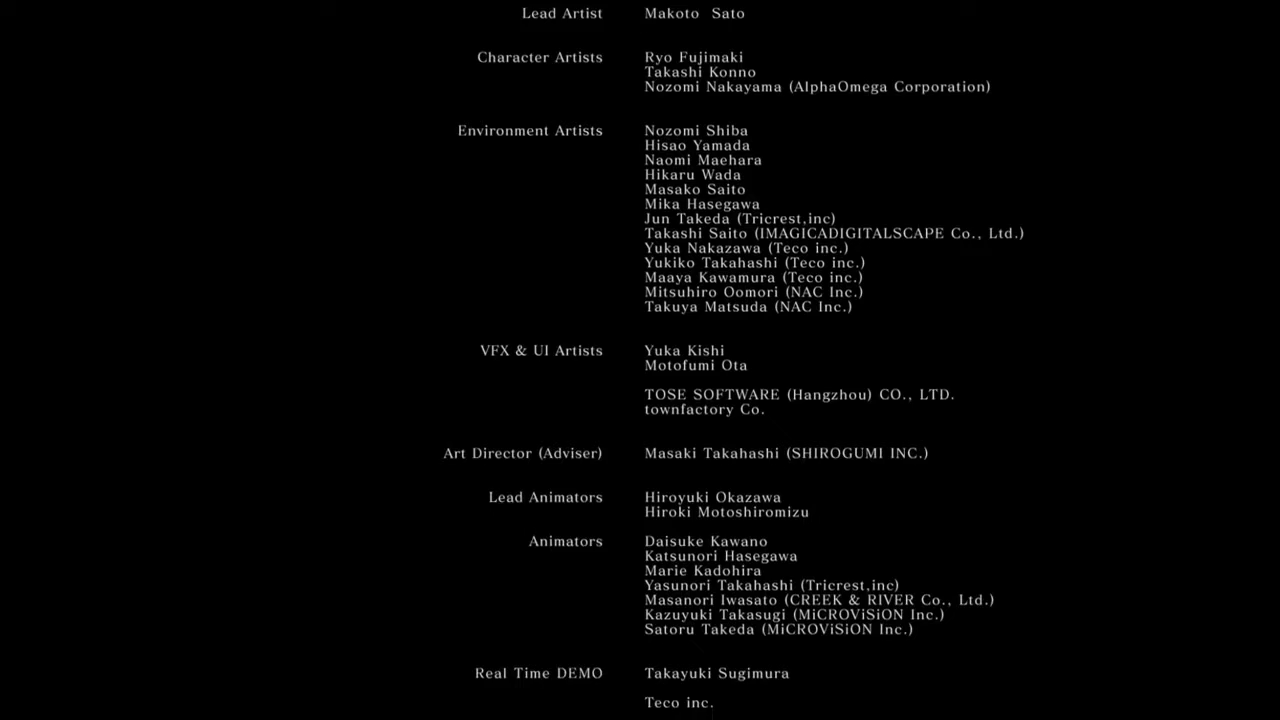 Lead Artist Makoto Sato
Character Artists Ryo Fujimaki
Takashi Konno
Nozomi Nakayama (AlphaOmega Corporation)
Environment Artists Nozomi Shiba
Hisao Yamada
Naomi Maehara
Hikaru Wada
Masako Saito
Mika Hasegawa
Jun Takeda (Tricrest,inc)
Takashi Saito (IMAGICADIGITALSCAPE Co., Ltd.)
Yuka Nakazawa (Teco inc.)
Yukiko Takahashi (Teco inc.)
Maaya Kawamura (Teco inc.)
Mitsuhiro Oomori (NAC Inc.)
Takuya Matsuda (NAC Inc.)
VFX & UI Artists Yuka Kishi
Motofumi Ota
TOSE SOFTWARE (Hangzhou) CO., LTD.
townfactory Co.
Art Director (Adviser) Masaki Takahashi (SHIROGUMI INC.)
Lead Animators Hiroyuki Okazawa
Hiroki Motoshiromizu
Animators Daisuke Kawano
Katsunori Hasegawa
Marie Kadohira
Yasunori Takahashi (Tricrest,inc)
Masanori Iwasato (CREEK & RIVER Co., Ltd.)
Kazuyuki Takasugi (MiCROViSiON Inc.)
Satoru Takeda (MiCROViSiON Inc.)
Real Time DEMO Takayuki Sugimura
Teco inc.